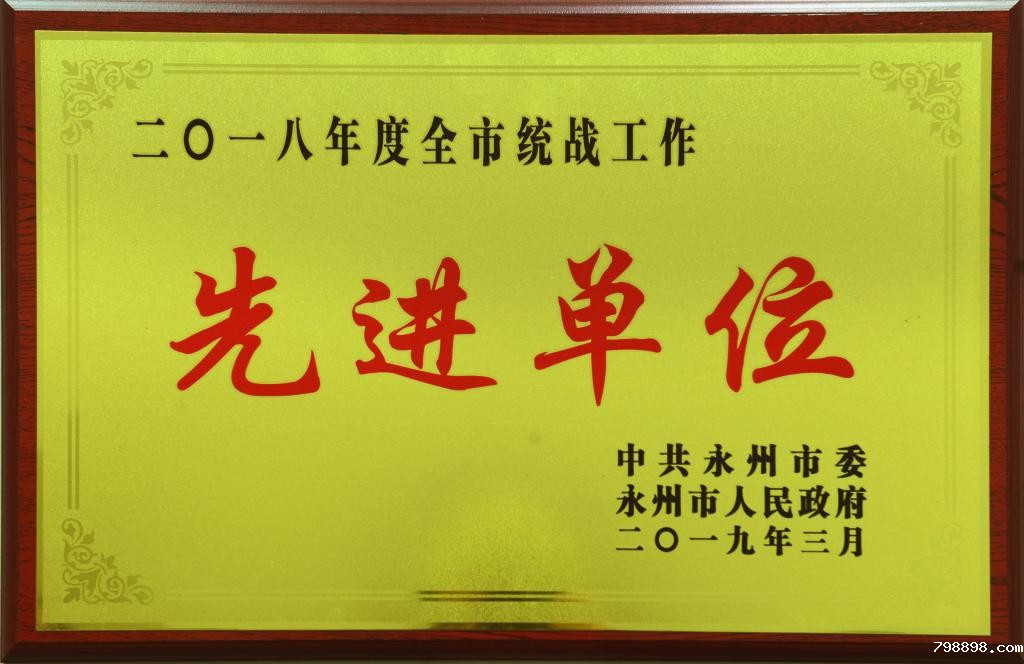 二〇一八年度全市统战工作
先进单位
中共永州市委
永州市人民政府
二〇一九年三月
798898.com